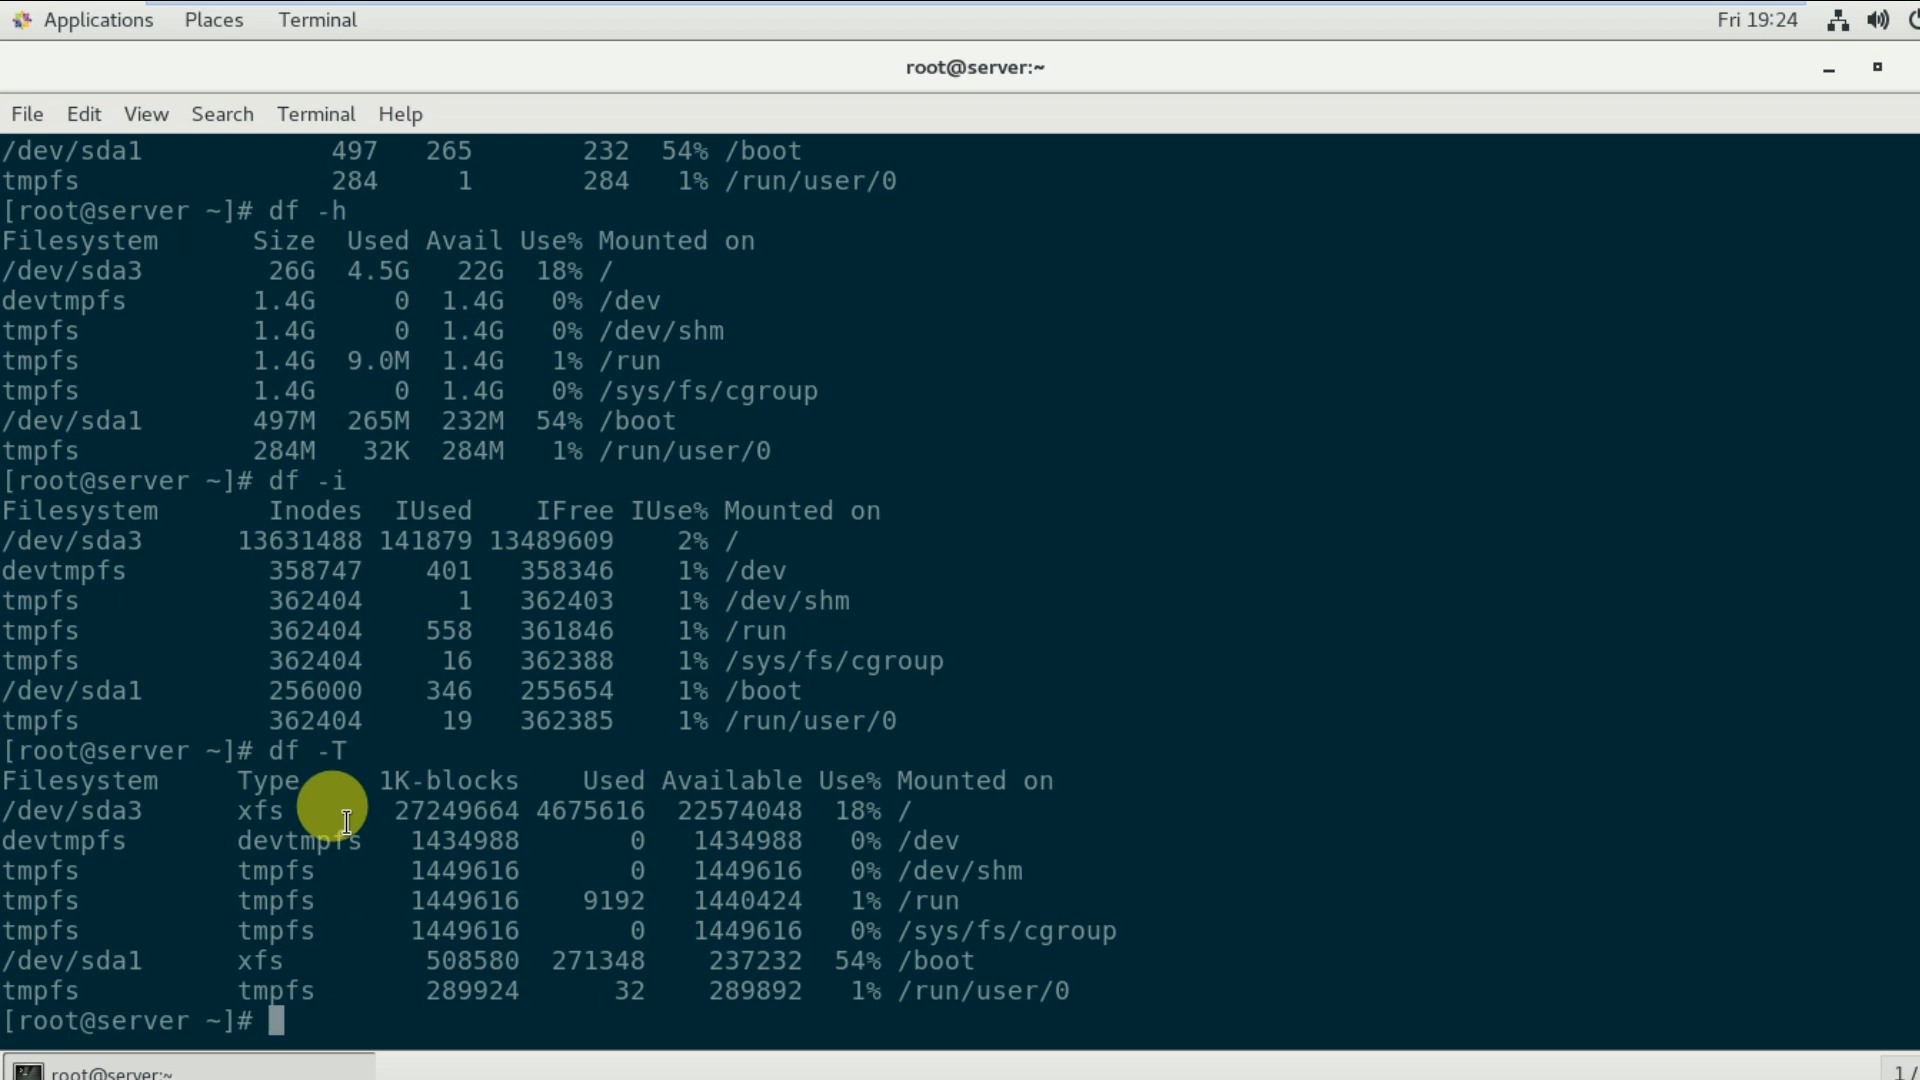 Applications Places Terminal Fri 19:24
root@server:~
File Edit View Search Terminal Help
/dev/sda1 497 265 232 54% /boot
tmpfs 284 1 284 1% /run/user/0
[root@server ~]# df -h
Filesystem Size Used Avail Use% Mounted on
/dev/sda3 26G 4.5G 22G 18% /
devtmpfs 1.4G 0 1.4G 0% /dev
tmpfs 1.4G 0 1.4G 0% /dev/shm
tmpfs 1.4G 9.0M 1.4G 1% /run
tmpfs 1.4G 0 1.4G 0% /sys/fs/cgroup
/dev/sda1 497M 265M 232M 54% /boot
tmpfs 284M 32K 284M 1% /run/user/0
[root@server ~]# df -i
Filesystem Inodes IUsed IFree IUse% Mounted on
/dev/sda3 13631488 141879 13489609 2% /
devtmpfs 358747 401 358346 1% /dev
tmpfs 362404 1 362403 1% /dev/shm
tmpfs 362404 558 361846 1% /run
tmpfs 362404 16 362388 1% /sys/fs/cgroup
/dev/sda1 256000 346 255654 1% /boot
tmpfs 362404 19 362385 1% /run/user/0
[root@server ~]# df -T
Filesystem Type 1K-blocks Used Available Use% Mounted on
/dev/sda3 xfs 27249664 4675616 22574048 18% /
devtmpfs devtmpfs 1434988 0 1434988 0% /dev
tmpfs tmpfs 1449616 0 1449616 0% /dev/shm
tmpfs tmpfs 1449616 9192 1440424 1% /run
tmpfs tmpfs 1449616 0 1449616 0% /sys/fs/cgroup
/dev/sda1 xfs 508580 271348 237232 54% /boot
tmpfs tmpfs 289924 32 289892 1% /run/user/0
[root@server ~]#
root@server:~ 1 /